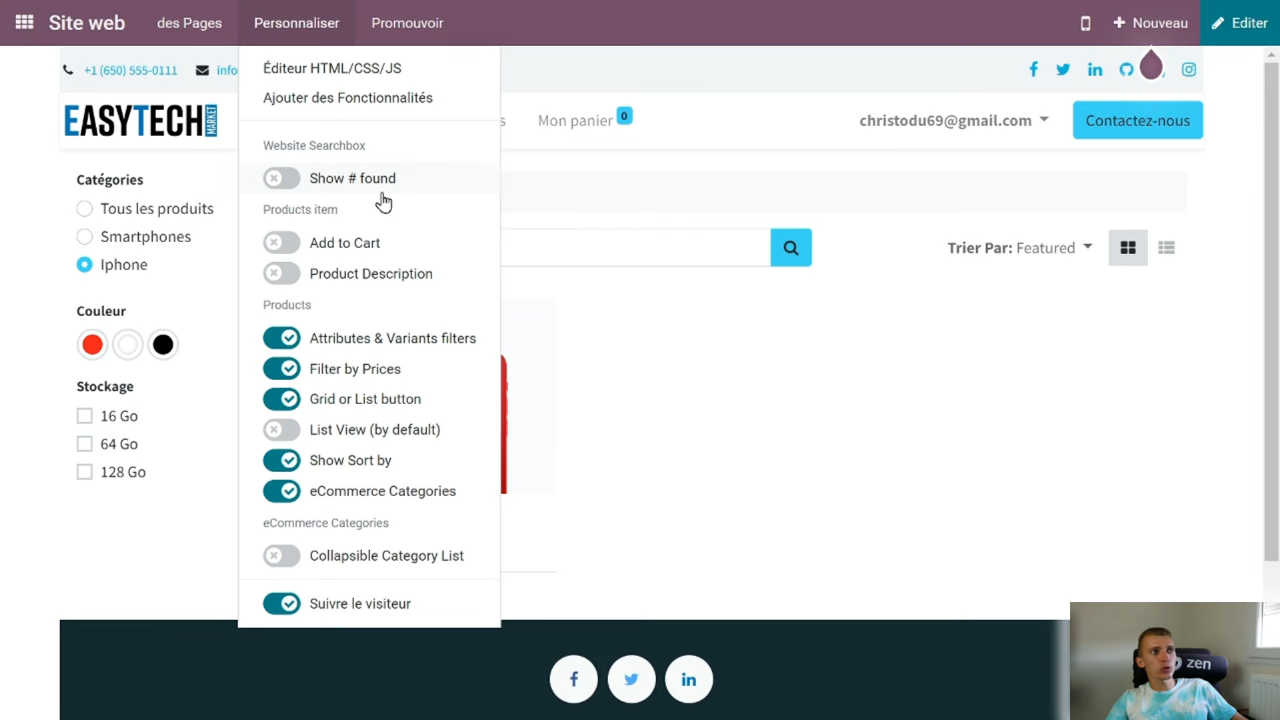 Site web
des Pages
Personnaliser
Promouvoir
Nouveau
Editer
+1 (650) 555-0111
info
EASYTECH MARKET
Mon panier 0
christodu69@gmail.com
Contactez-nous
Éditeur HTML/CSS/JS
Ajouter des Fonctionnalités
Website Searchbox
Show # found
Products item
Add to Cart
Product Description
Products
Attributes & Variants filters
Filter by Prices
Grid or List button
List View (by default)
Show Sort by
eCommerce Categories
eCommerce Categories
Collapsible Category List
Suivre le visiteur
Catégories
Tous les produits
Smartphones
Iphone
Couleur
Stockage
16 Go
64 Go
128 Go
Trier Par: Featured
zen